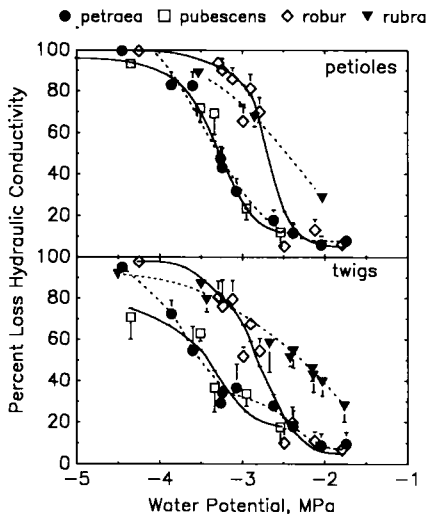 petraea pubescens robur rubra
100
petioles
80
60
40
20
100
twigs
80
60
40
20
0
-5 -4 -3 -2 -1
Percent Loss Hydraulic Conductivity
Water Potential, MPa